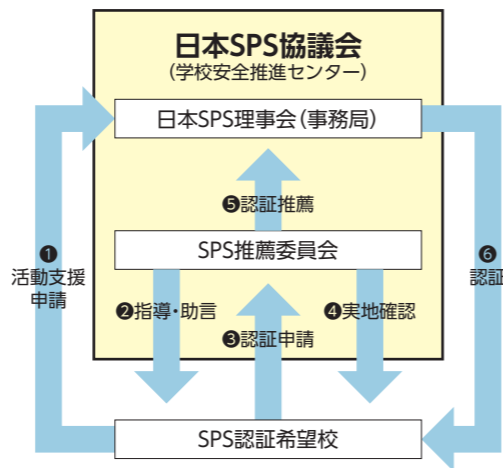 日本SPS協議会
(学校安全推進センター)
日本SPS理事会(事務局)
❺認証推薦
SPS推薦委員会
❶
活動支援
申請
❷指導・助言
❸認証申請
❹実地確認
❻
認証
SPS認証希望校